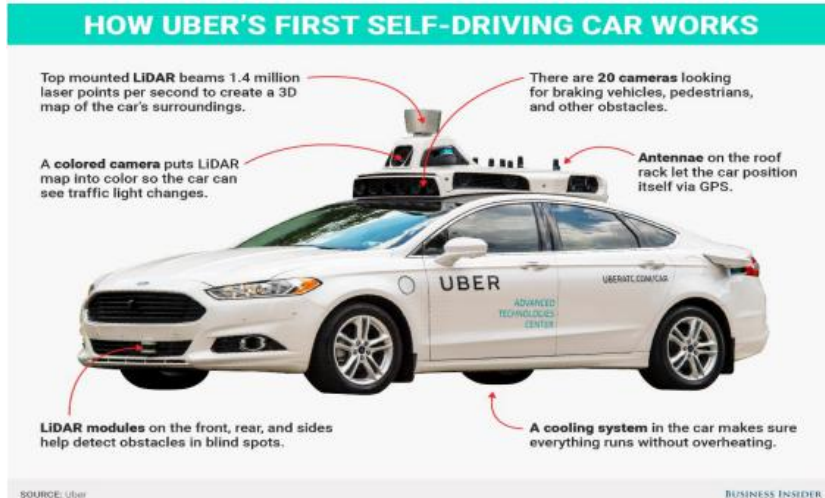 HOW UBER'S FIRST SELF-DRIVING CAR WORKS
Top mounted LiDAR beams 1.4 million
laser points per second to create a 3D
map of the car's surroundings.
There are 20 cameras looking
for braking vehicles, pedestrians,
and other obstacles.
A colored camera puts LiDAR
map into color so the car can
see traffic light changes.
Antennae on the roof
rack let the car position
itself via GPS.
UBER
ADVANCED
TECHNOLOGIES
CENTER
UBERATC.COM/CAR
LiDAR modules on the front, rear, and sides
help detect obstacles in blind spots.
A cooling system in the car makes sure
everything runs without overheating.
SOURCE: Uber
BUSINESS INSIDER